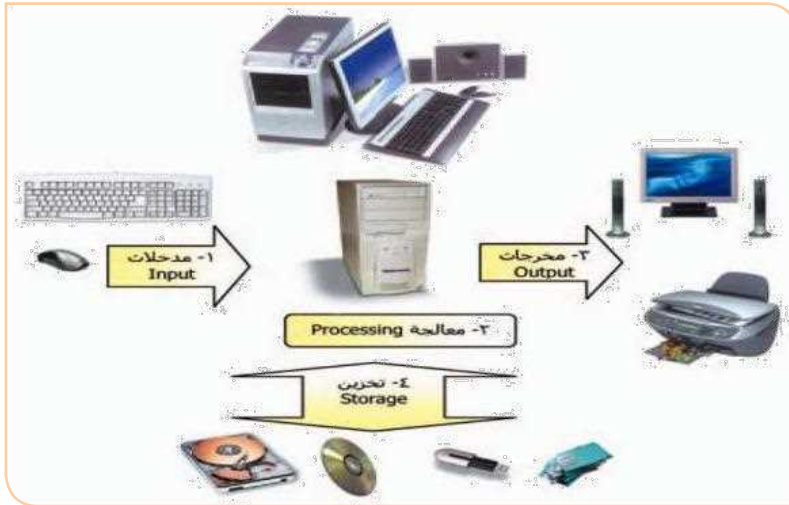 ١- مدخلات
Input
٣- مخرجات
Output
٢- معالجة Processing
٤- تخزين
Storage